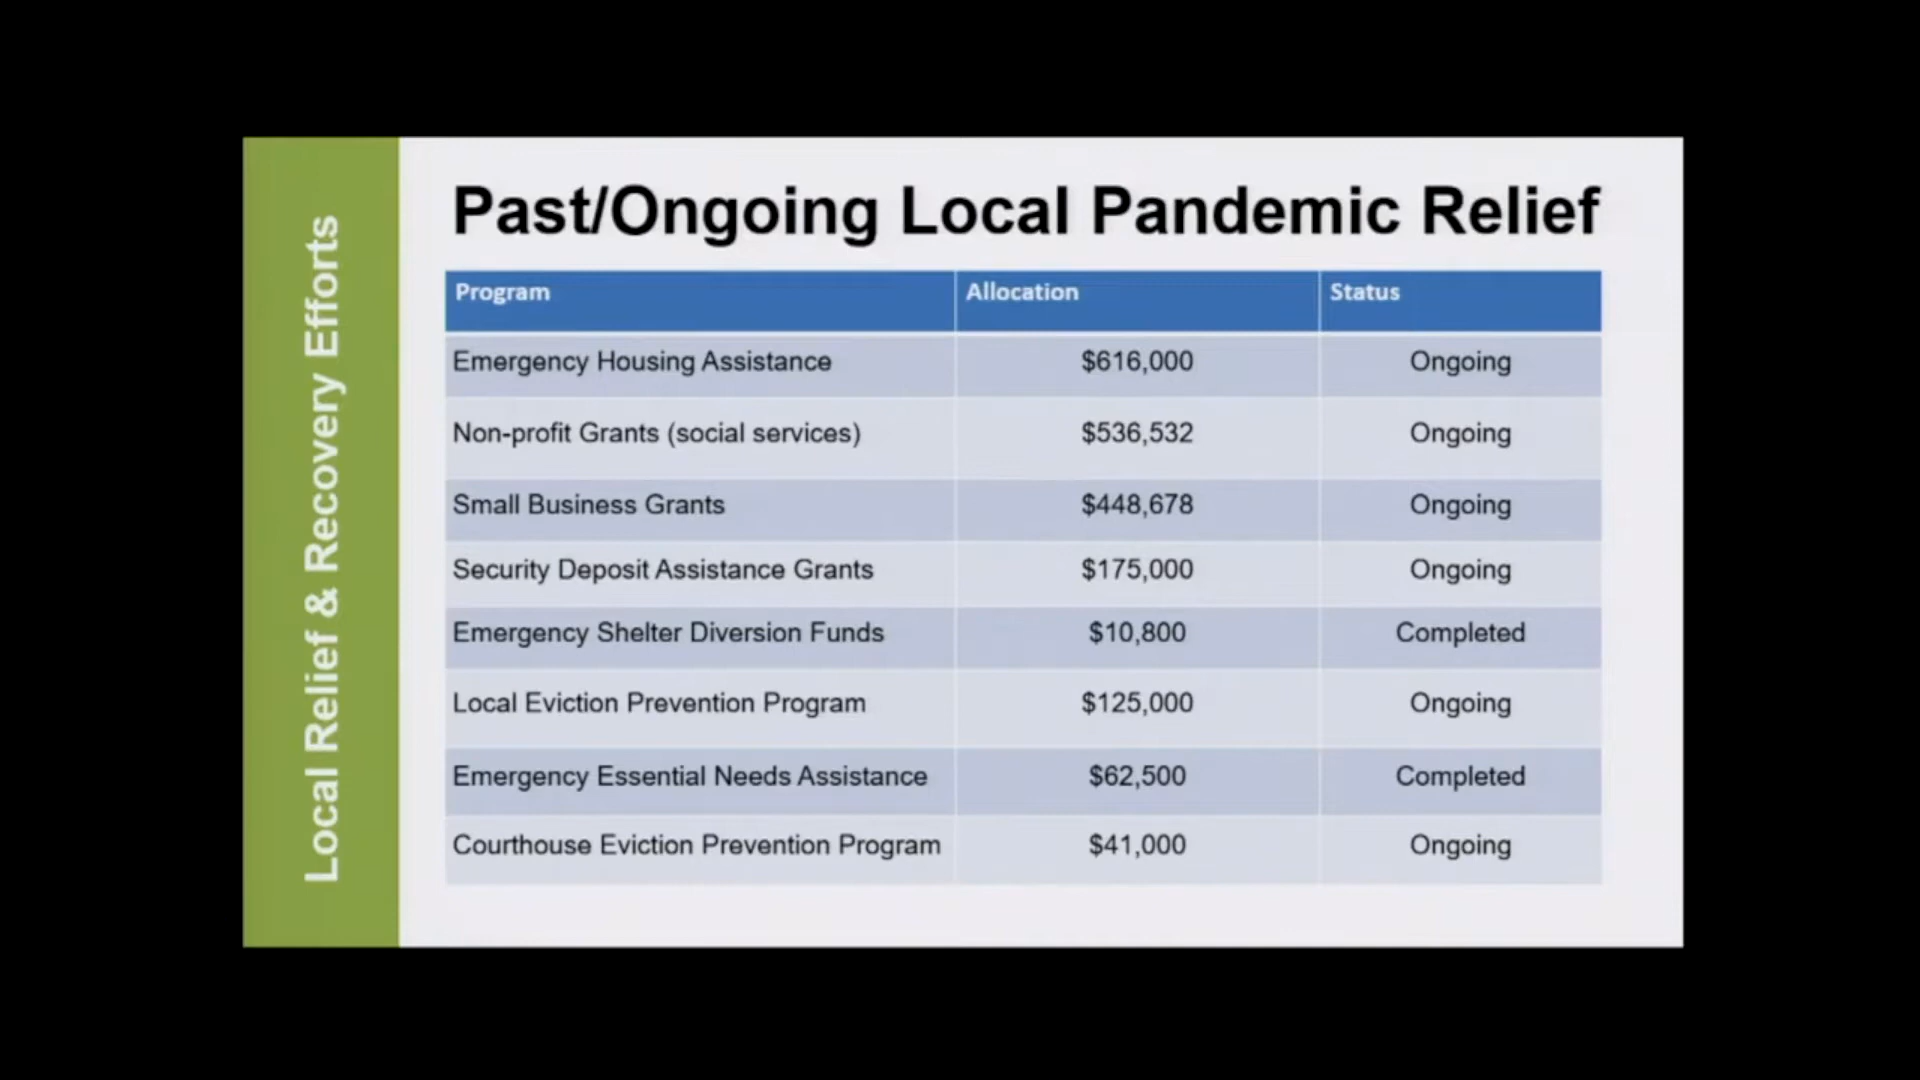 Local Relief & Recovery Efforts
Past/Ongoing Local Pandemic Relief
Program Allocation Status
Emergency Housing Assistance $616,000 Ongoing
Non-profit Grants (social services) $536,532 Ongoing
Small Business Grants $448,678 Ongoing
Security Deposit Assistance Grants $175,000 Ongoing
Emergency Shelter Diversion Funds $10,800 Completed
Local Eviction Prevention Program $125,000 Ongoing
Emergency Essential Needs Assistance $62,500 Completed
Courthouse Eviction Prevention Program $41,000 Ongoing